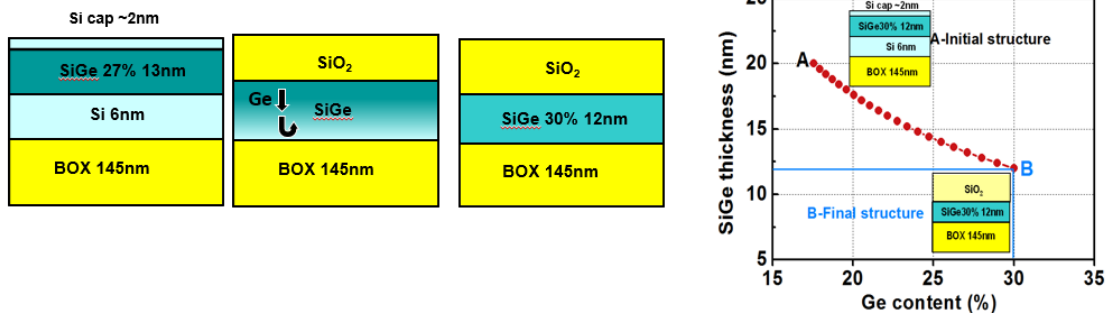 Si cap ~2nm
SiGe 27% 13nm
Si 6nm
BOX 145nm
SiO2
Ge
SiGe
BOX 145nm
SiO2
SiGe 30% 12nm
BOX 145nm
SiGe thickness (nm)
25
20
15
10
5
15
20
25
30
35
Ge content (%)
Si cap ~2nm
SiGe30% 12nm
Si 6nm
BOX 145nm
A-Initial structure
A
B
B-Final structure
SiO2
SiGe30% 12nm
BOX 145nm